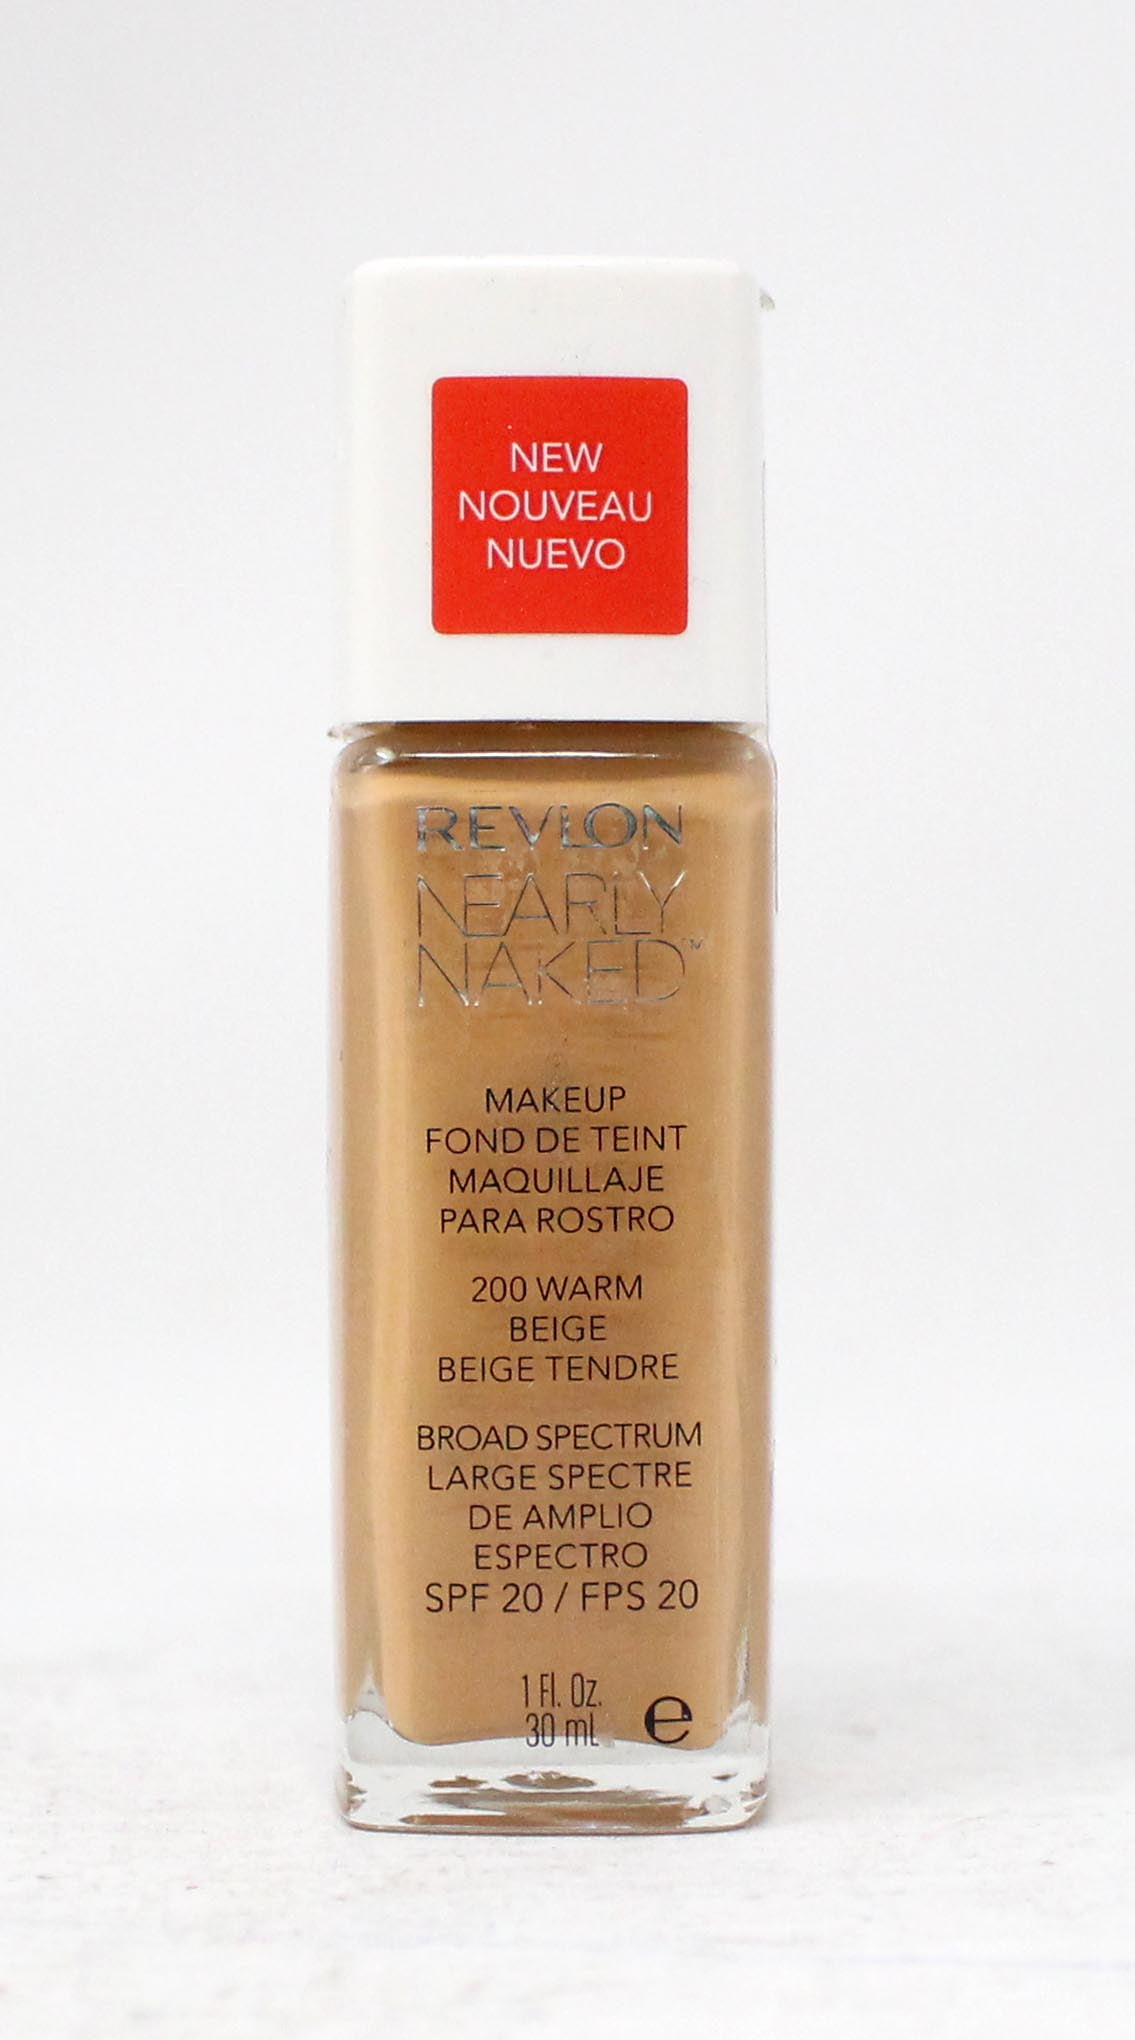 NEW
NOUVEAU
NUEVO
REVLON
NEARLY
NAKED™
MAKEUP
FOND DE TEINT
MAQUILLAJE
PARA ROSTRO
200 WARM
BEIGE
BEIGE TENDRE
BROAD SPECTRUM
LARGE SPECTRE
DE AMPLIO
ESPECTRO
SPF 20 / FPS 20
1 Fl. Oz.
30 mL ℮